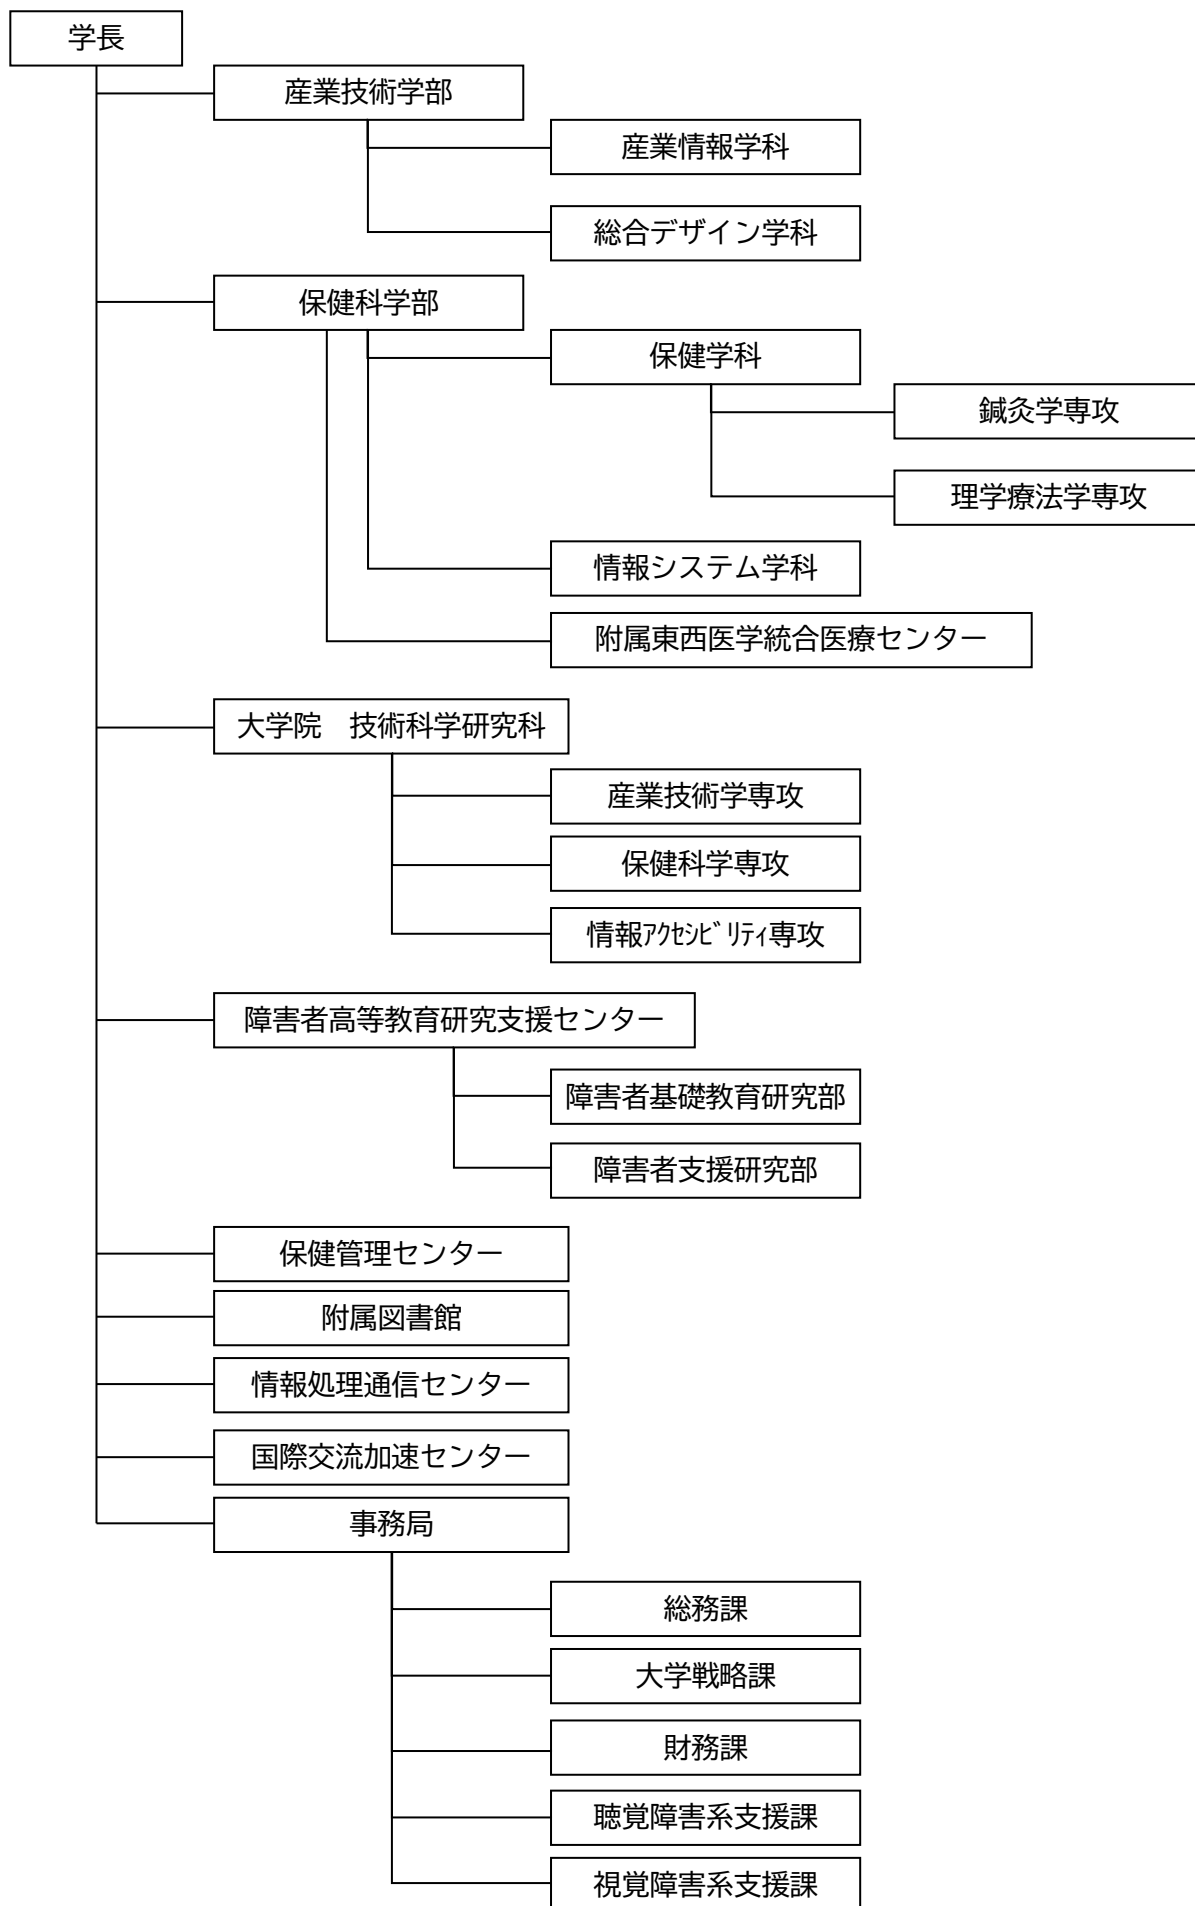 学長
産業技術学部
産業情報学科
総合デザイン学科
保健科学部
保健学科
鍼灸学専攻
理学療法学専攻
情報システム学科
附属東西医学統合医療センター
大学院　技術科学研究科
産業技術学専攻
保健科学専攻
情報ｱｸｾｼﾋﾞﾘﾃｨ専攻
障害者高等教育研究支援センター
障害者基礎教育研究部
障害者支援研究部
保健管理センター
附属図書館
情報処理通信センター
国際交流加速センター
事務局
総務課
大学戦略課
財務課
聴覚障害系支援課
視覚障害系支援課